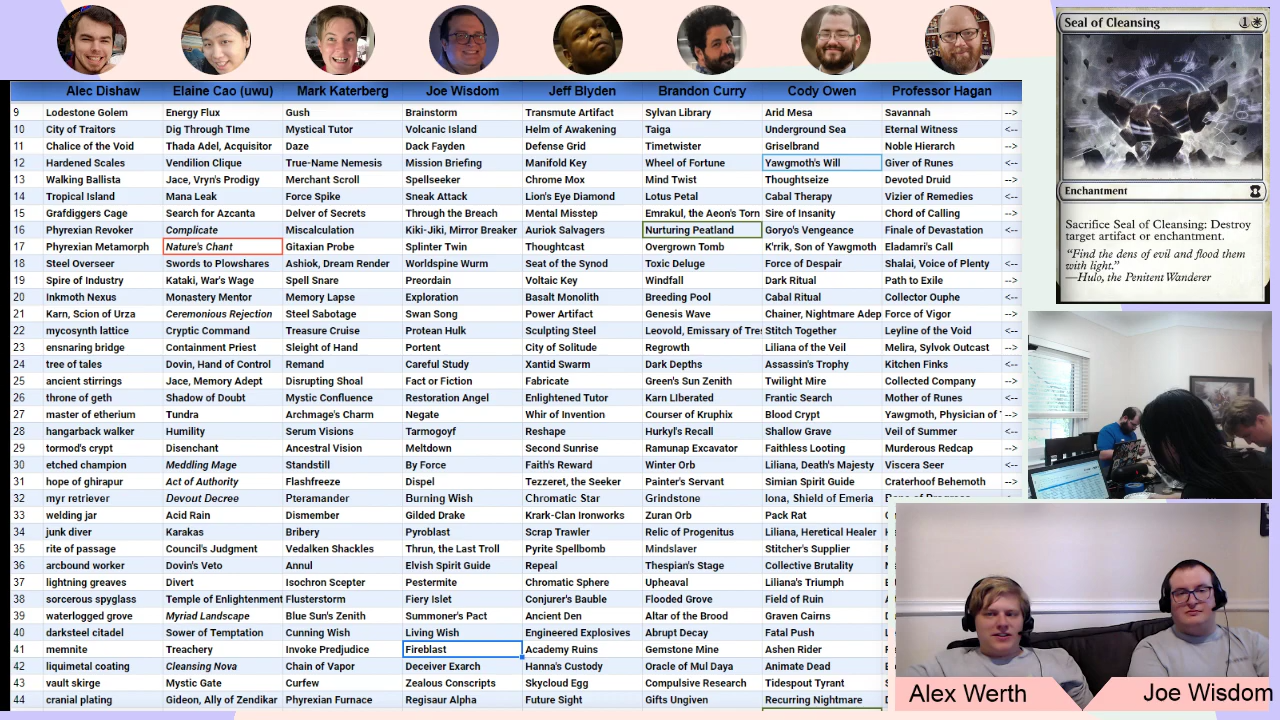 Alec Dishaw Elaine Cao (uwu) Mark Katerberg Joe Wisdom Jeff Blyden Brandon Curry Cody Owen Professor Hagan
9 Lodestone Golem Energy Flux Gush Brainstorm Transmute Artifact Sylvan Library Arid Mesa Savannah -->
10 City of Traitors Dig Through TIme Mystical Tutor Volcanic Island Helm of Awakening Taiga Underground Sea Eternal Witness <--
11 Chalice of the Void Thada Adel, Acquisitor Daze Dack Fayden Defense Grid Timetwister Griselbrand Noble Hierarch -->
12 Hardened Scales Vendilion Clique True-Name Nemesis Mission Briefing Manifold Key Wheel of Fortune Yawgmoth's Will Giver of Runes <--
13 Walking Ballista Jace, Vryn's Prodigy Merchant Scroll Spellseeker Chrome Mox Mind Twist Thoughtseize Devoted Druid -->
14 Tropical Island Mana Leak Force Spike Sneak Attack Lion's Eye Diamond Lotus Petal Cabal Therapy Vizier of Remedies <--
15 Grafdiggers Cage Search for Azcanta Delver of Secrets Through the Breach Mental Misstep Emrakul, the Aeon's Torn Sire of Insanity Chord of Calling -->
16 Phyrexian Revoker Complicate Miscalculation Kiki-Jiki, Mirror Breaker Auriok Salvagers Nurturing Peatland Goryo's Vengeance Finale of Devastation <--
17 Phyrexian Metamorph Nature's Chant Gitaxian Probe Splinter Twin Thoughtcast Overgrown Tomb K'rrik, Son of Yawgmoth Eladamri's Call -->
18 Steel Overseer Swords to Plowshares Ashiok, Dream Render Worldspine Wurm Seat of the Synod Toxic Deluge Force of Despair Shalai, Voice of Plenty <--
19 Spire of Industry Kataki, War's Wage Spell Snare Preordain Voltaic Key Windfall Dark Ritual Path to Exile -->
20 Inkmoth Nexus Monastery Mentor Memory Lapse Exploration Basalt Monolith Breeding Pool Cabal Ritual Collector Ouphe <--
21 Karn, Scion of Urza Ceremonious Rejection Steel Sabotage Swan Song Power Artifact Genesis Wave Chainer, Nightmare Adep Force of Vigor -->
22 mycosynth lattice Cryptic Command Treasure Cruise Protean Hulk Sculpting Steel Leovold, Emissary of Tre Stitch Together Leyline of the Void <--
23 ensnaring bridge Containment Priest Sleight of Hand Portent City of Solitude Regrowth Liliana of the Veil Melira, Sylvok Outcast -->
24 tree of tales Dovin, Hand of Control Remand Careful Study Xantid Swarm Dark Depths Assassin's Trophy Kitchen Finks <--
25 ancient stirrings Jace, Memory Adept Disrupting Shoal Fact or Fiction Fabricate Green's Sun Zenith Twilight Mire Collected Company -->
26 throne of geth Shadow of Doubt Mystic Confluence Restoration Angel Enlightened Tutor Karn LIberated Frantic Search Mother of Runes <--
27 master of etherium Tundra Archmage's Charm Negate Whir of Invention Courser of Kruphix Blood Crypt Yawgmoth, Physician of -->
28 hangarback walker Humility Serum Visions Tarmogoyf Reshape Hurkyl's Recall Shallow Grave Veil of Summer <--
29 tormod's crypt Disenchant Ancestral Vision Meltdown Second Sunrise Ramunap Excavator Faithless Looting Murderous Redcap -->
30 etched champion Meddling Mage Standstill By Force Faith's Reward Winter Orb Liliana, Death's Majesty Viscera Seer <--
31 hope of ghirapur Act of Authority Flashfreeze Dispel Tezzeret, the Seeker Painter's Servant Simian Spirit Guide Craterhoof Behemoth -->
32 myr retriever Devout Decree Pteramander Burning Wish Chromatic Star Grindstone Iona, Shield of Emeria
33 welding jar Acid Rain Dismember Gilded Drake Krark-Clan Ironworks Zuran Orb Pack Rat
34 junk diver Karakas Bribery Pyroblast Scrap Trawler Relic of Progenitus Liliana, Heretical Healer
35 rite of passage Council's Judgment Vedalken Shackles Thrun, the Last Troll Pyrite Spellbomb Mindslaver Stitcher's Supplier
36 arcbound worker Dovin's Veto Annul Elvish Spirit Guide Repeal Thespian's Stage Collective Brutality
37 lightning greaves Divert Isochron Scepter Pestermite Chromatic Sphere Upheaval Liliana's Triumph
38 sorcerous spyglass Temple of Enlightenment Flusterstorm Fiery Islet Conjurer's Bauble Flooded Grove Field of Ruin
39 waterlogged grove Myriad Landscape Blue Sun's Zenith Summoner's Pact Ancient Den Altar of the Brood Graven Cairns
40 darksteel citadel Sower of Temptation Cunning Wish Living Wish Engineered Explosives Abrupt Decay Fatal Push
41 memnite Treachery Invoke Predjudice Fireblast Academy Ruins Gemstone Mine Ashen Rider
42 liquimetal coating Cleansing Nova Chain of Vapor Deceiver Exarch Hanna's Custody Oracle of Mul Daya Animate Dead
43 vault skirge Mystic Gate Curfew Zealous Conscripts Skycloud Egg Compulsive Research Tidespout Tyrant
44 cranial plating Gideon, Ally of Zendikar Phyrexian Furnace Regisaur Alpha Future Sight Gifts Ungiven Recurring Nightmare
Seal of Cleansing 1
Enchantment
Sacrifice Seal of Cleansing: Destroy
target artifact or enchantment.
"Find the dens of evil and flood them
with light."
—Hulo, the Penitent Wanderer
Alex Werth
Joe Wisdom